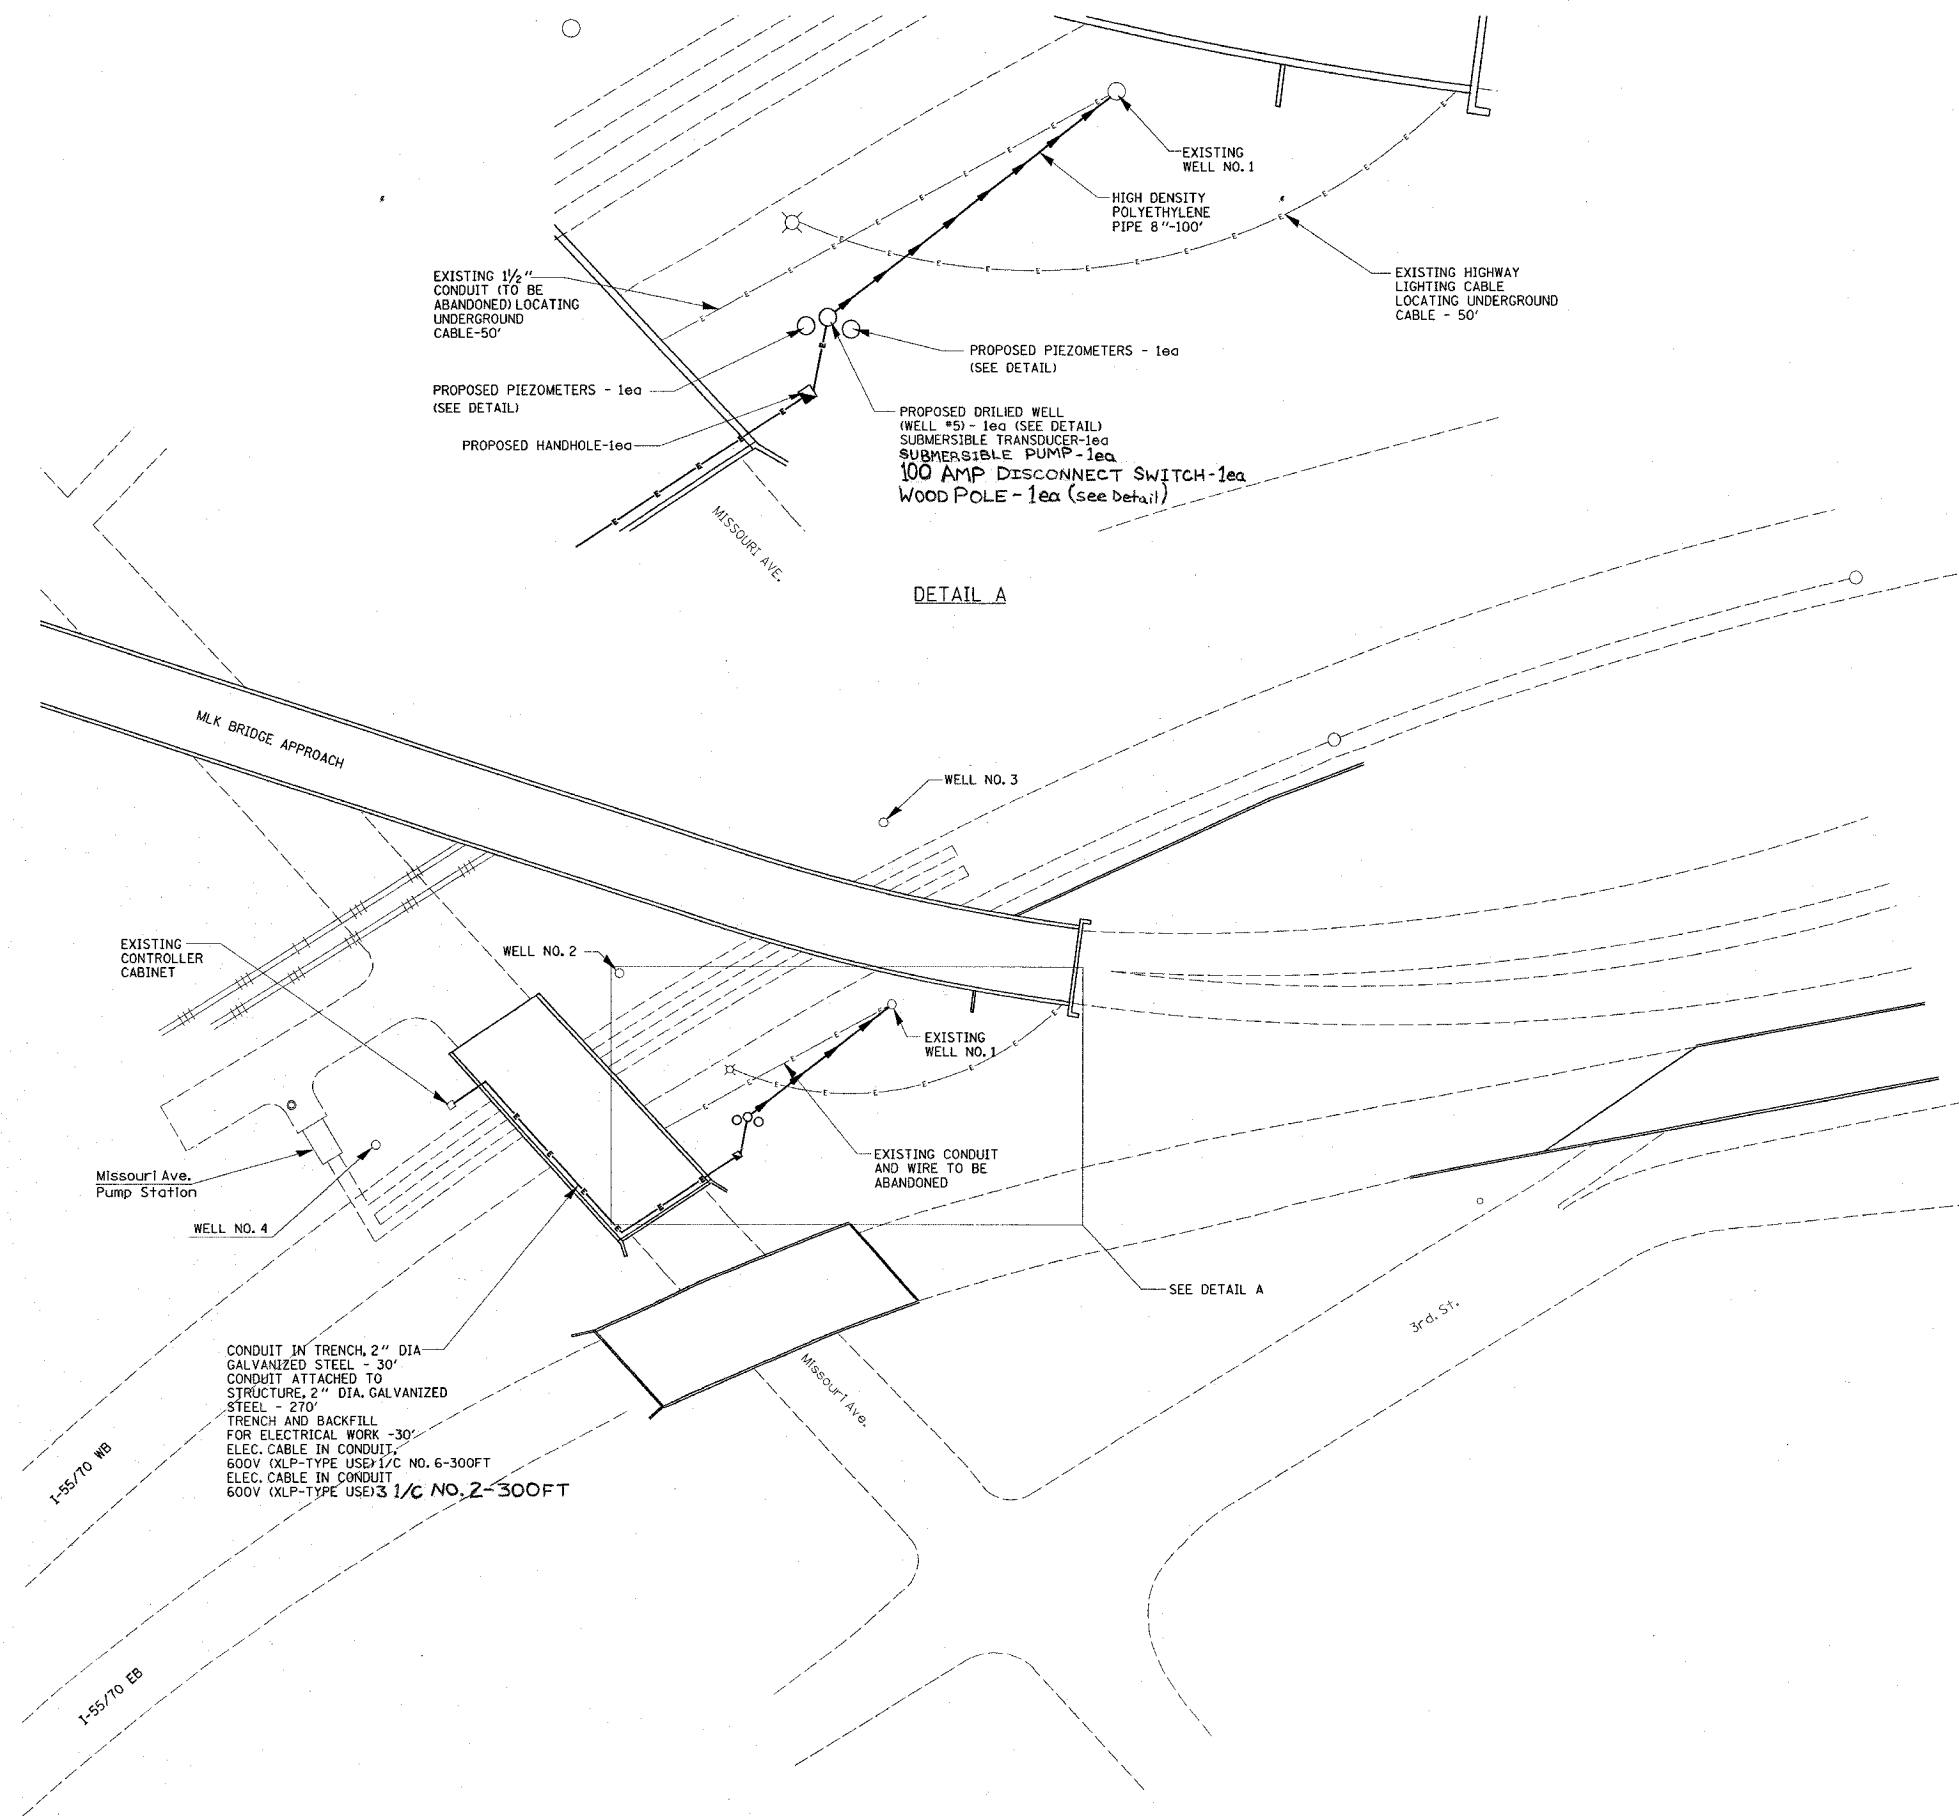 EXISTING
WELL NO. 1
HIGH DENSITY
POLYETHYLENE
PIPE 8"-100'
EXISTING 1½"
CONDUIT (TO BE
ABANDONED) LOCATING
UNDERGROUND
CABLE-50'
EXISTING HIGHWAY
LIGHTING CABLE
LOCATING UNDERGROUND
CABLE - 50'
PROPOSED PIEZOMETERS - 1ea
(SEE DETAIL)
PROPOSED PIEZOMETERS - 1ea
(SEE DETAIL)
PROPOSED HANDHOLE-1ea
PROPOSED DRILIED WELL
(WELL #5) - 1ea (SEE DETAIL)
SUBMERSIBLE TRANSDUCER-1ea
SUBMERSIBLE PUMP-1ea
100 AMP DISCONNECT SWITCH-1ea
WOOD POLE - 1ea (see Detail)
MISSOURI AVE.
DETAIL A
MLK BRIDGE APPROACH
WELL NO. 3
EXISTING
CONTROLLER
CABINET
WELL NO. 2
EXISTING
WELL NO. 1
EXISTING CONDUIT
AND WIRE TO BE
ABANDONED
Missouri Ave.
Pump Station
WELL NO. 4
SEE DETAIL A
3rd. St.
Missouri Ave.
CONDUIT IN TRENCH, 2" DIA
GALVANIZED STEEL - 30'
CONDUIT ATTACHED TO
STRUCTURE, 2" DIA. GALVANIZED
STEEL - 270'
TRENCH AND BACKFILL
FOR ELECTRICAL WORK -30'
ELEC. CABLE IN CONDUIT,
600V (XLP-TYPE USE) 1/C NO. 6-300FT
ELEC. CABLE IN CONDUIT
600V (XLP-TYPE USE) 3 1/C NO. 2-300FT
I-55/70 WB
I-55/70 EB
E